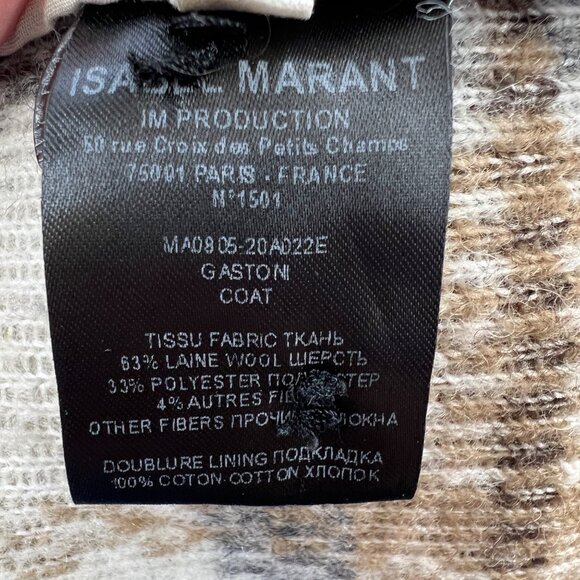 ISABEL MARANT
IM PRODUCTION
50 rue Croix des Petits Champs
75001 PARIS - FRANCE
N°1501
MA0805-20A022E
GASTONI
COAT
TISSU FABRIC ТКАНЬ
63% LAINE WOOL ШЕРСТЬ
33% POLYESTER
4% AUTRES
OTHER FIBERS
DOUBLURE LINING ПОДКЛАДКА
100% COTON-COTTON ХЛОПОК